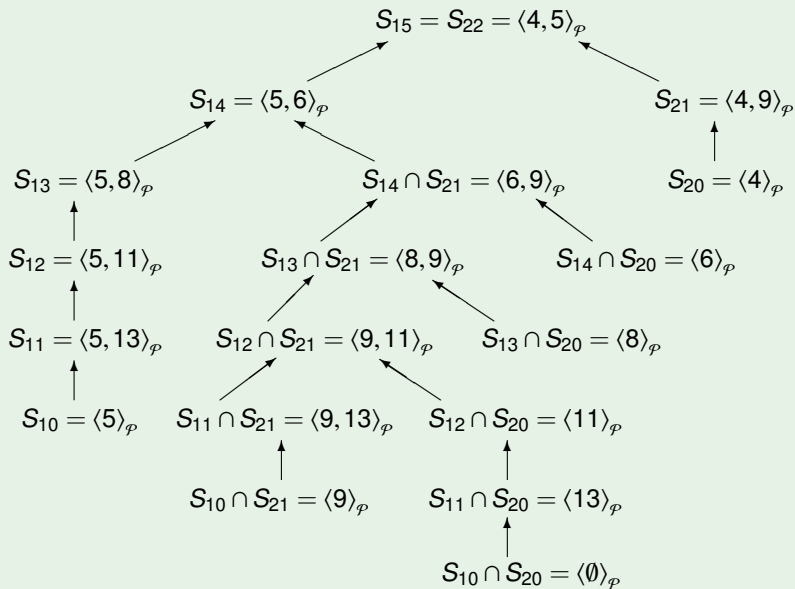 S₁₅ = S₂₂ = ⟨4,5⟩𝓅
S₁₄ = ⟨5,6⟩𝓅 S₂₁ = ⟨4,9⟩𝓅
S₁₃ = ⟨5,8⟩𝓅 S₁₄ ∩ S₂₁ = ⟨6,9⟩𝓅 S₂₀ = ⟨4⟩𝓅
S₁₂ = ⟨5,11⟩𝓅 S₁₃ ∩ S₂₁ = ⟨8,9⟩𝓅 S₁₄ ∩ S₂₀ = ⟨6⟩𝓅
S₁₁ = ⟨5,13⟩𝓅 S₁₂ ∩ S₂₁ = ⟨9,11⟩𝓅 S₁₃ ∩ S₂₀ = ⟨8⟩𝓅
S₁₀ = ⟨5⟩𝓅 S₁₁ ∩ S₂₁ = ⟨9,13⟩𝓅 S₁₂ ∩ S₂₀ = ⟨11⟩𝓅
S₁₀ ∩ S₂₁ = ⟨9⟩𝓅 S₁₁ ∩ S₂₀ = ⟨13⟩𝓅
S₁₀ ∩ S₂₀ = ⟨∅⟩𝓅